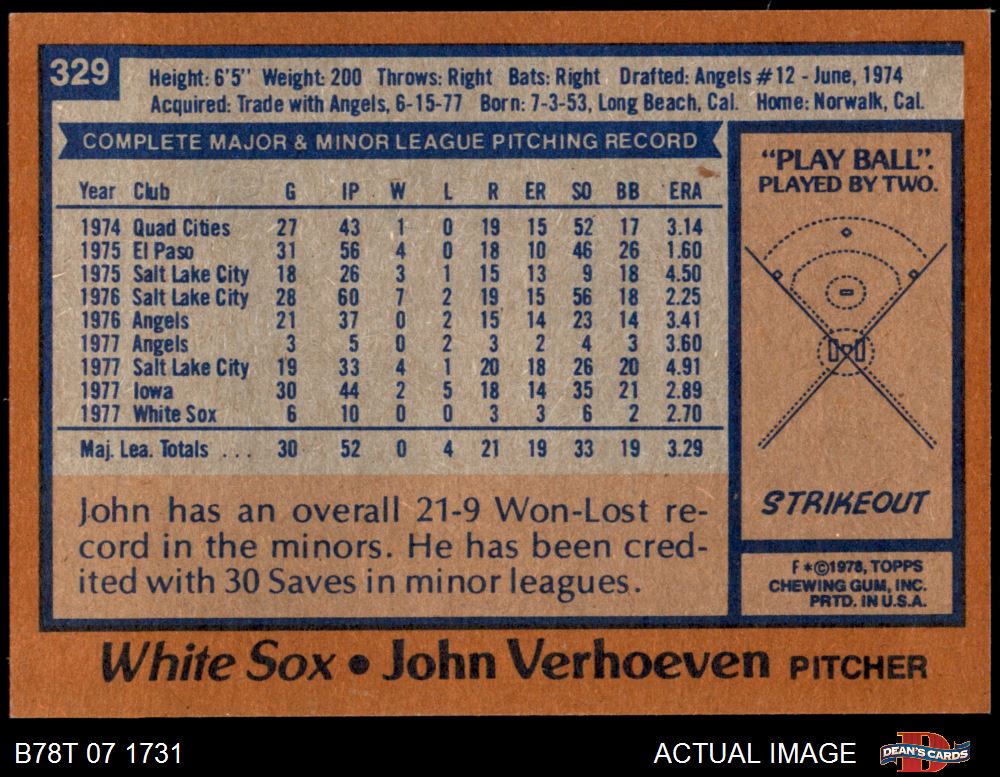 329
Height: 6'5" Weight: 200 Throws: Right Bats: Right Drafted: Angels #12 - June, 1974
Acquired: Trade with Angels, 6-15-77 Born: 7-3-53, Long Beach, Cal. Home: Norwalk, Cal.
COMPLETE MAJOR & MINOR LEAGUE PITCHING RECORD
Year Club G IP W L R ER SO BB ERA
1974 Quad Cities 27 43 1 0 19 15 52 17 3.14
1975 El Paso 31 56 4 0 18 10 46 26 1.60
1975 Salt Lake City 18 26 3 1 15 13 9 18 4.50
1976 Salt Lake City 28 60 7 2 19 15 56 18 2.25
1976 Angels 21 37 0 2 15 14 23 14 3.41
1977 Angels 3 5 0 2 3 2 4 3 3.60
1977 Salt Lake City 19 33 4 1 20 18 26 20 4.91
1977 Iowa 30 44 2 5 18 14 35 21 2.89
1977 White Sox 6 10 0 0 3 3 6 2 2.70
Maj. Lea. Totals ... 30 52 0 4 21 19 33 19 3.29
John has an overall 21-9 Won-Lost re-
cord in the minors. He has been cred-
ited with 30 Saves in minor leagues.
"PLAY BALL".
PLAYED BY TWO.
STRIKEOUT
F*©1978, TOPPS
CHEWING GUM, INC.
PRTD. IN U.S.A.
White Sox • John Verhoeven PITCHER
B78T 07 1731
ACTUAL IMAGE
DEAN'S CARDS